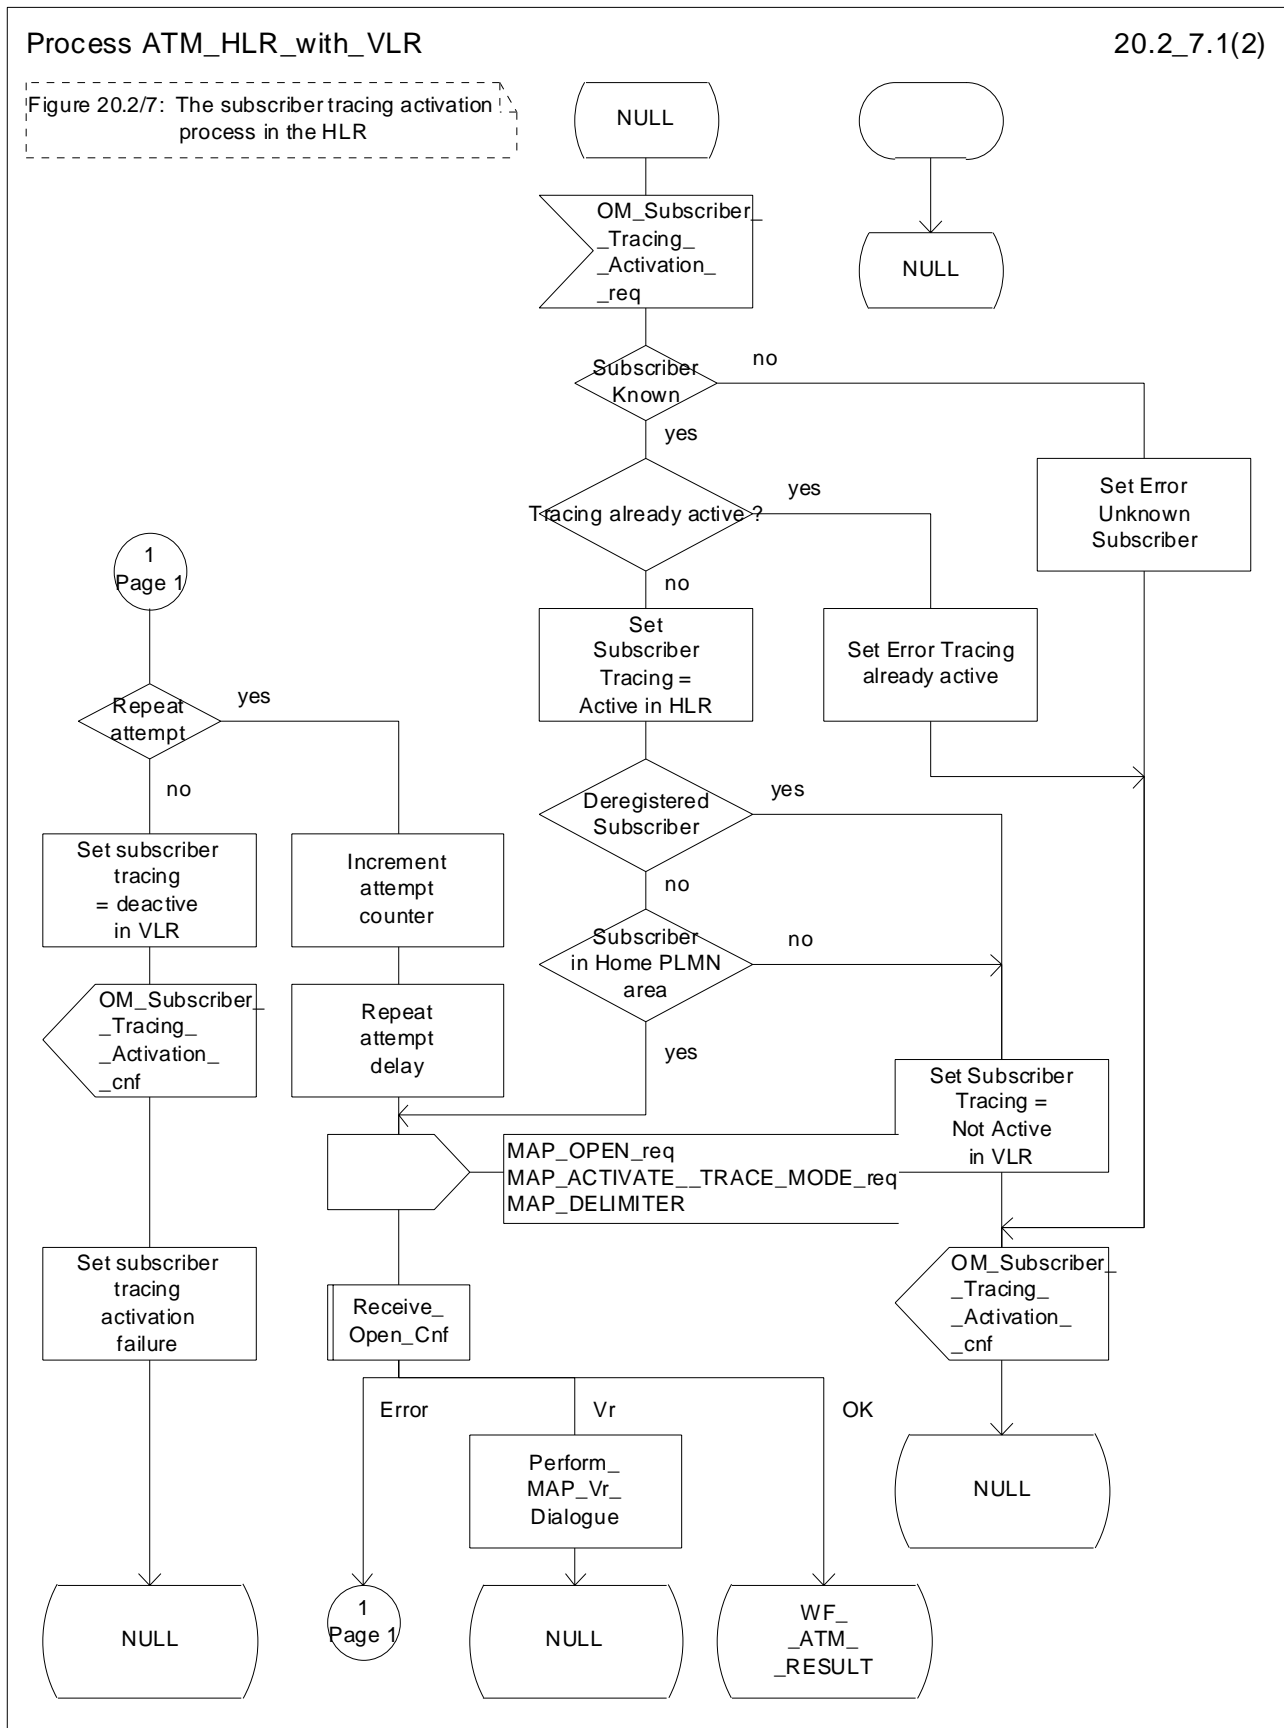 Process ATM_HLR_with_VLR
20.2_7.1(2)
Figure 20.2/7: The subscriber tracing activation
process in the HLR
NULL
OM_Subscriber_
_Tracing_
_Activation_
_req
NULL
Subscriber
Known
no
yes
Tracing already active ?
yes
no
Set Error
Unknown
Subscriber
1
Page 1
Set
Subscriber
Tracing =
Active in HLR
Set Error Tracing
already active
Repeat
attempt
yes
no
Deregistered
Subscriber
yes
no
Set subscriber
tracing
= deactive
in VLR
Increment
attempt
counter
Subscriber
in Home PLMN
area
no
yes
OM_Subscriber_
_Tracing_
_Activation_
_cnf
Repeat
attempt
delay
Set Subscriber
Tracing =
Not Active
in VLR
MAP_OPEN_req
MAP_ACTIVATE__TRACE_MODE_req
MAP_DELIMITER
Set subscriber
tracing
activation
failure
Receive_
Open_Cnf
OM_Subscriber_
_Tracing_
_Activation_
_cnf
Error
Vr
OK
Perform_
MAP_Vr_
Dialogue
NULL
NULL
1
Page 1
NULL
WF_
_ATM_
_RESULT